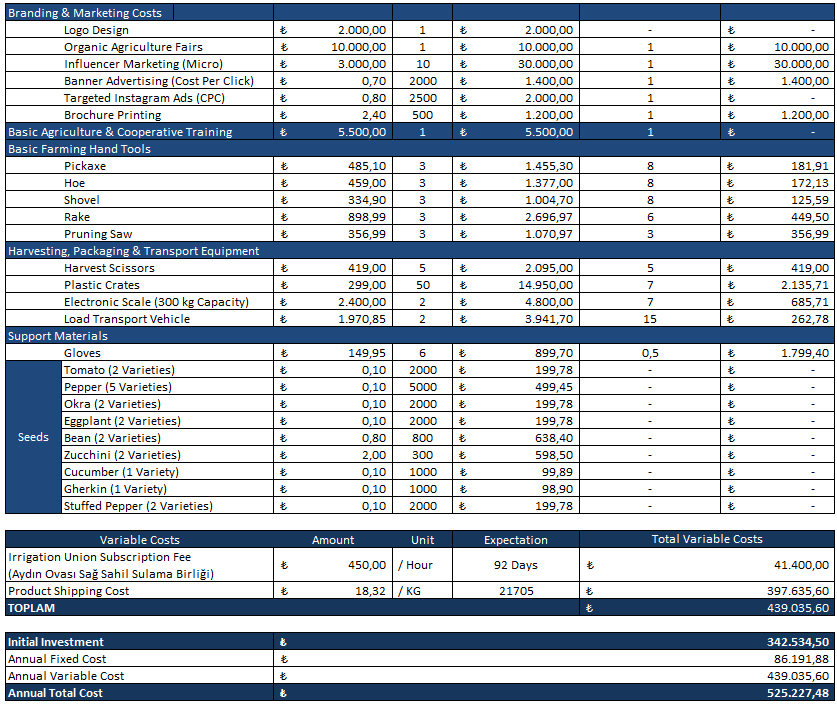 Branding & Marketing Costs
Logo Design ₺ 2.000,00 1 ₺ 2.000,00 - ₺ -
Organic Agriculture Fairs ₺ 10.000,00 1 ₺ 10.000,00 1 ₺ 10.000,00
Influencer Marketing (Micro) ₺ 3.000,00 10 ₺ 30.000,00 1 ₺ 30.000,00
Banner Advertising (Cost Per Click) ₺ 0,70 2000 ₺ 1.400,00 1 ₺ 1.400,00
Targeted Instagram Ads (CPC) ₺ 0,80 2500 ₺ 2.000,00 1 ₺ -
Brochure Printing ₺ 2,40 500 ₺ 1.200,00 1 ₺ 1.200,00
Basic Agriculture & Cooperative Training ₺ 5.500,00 1 ₺ 5.500,00 1 ₺ -
Basic Farming Hand Tools
Pickaxe ₺ 485,10 3 ₺ 1.455,30 8 ₺ 181,91
Hoe ₺ 459,00 3 ₺ 1.377,00 8 ₺ 172,13
Shovel ₺ 334,90 3 ₺ 1.004,70 8 ₺ 125,59
Rake ₺ 898,99 3 ₺ 2.696,97 6 ₺ 449,50
Pruning Saw ₺ 356,99 3 ₺ 1.070,97 3 ₺ 356,99
Harvesting, Packaging & Transport Equipment
Harvest Scissors ₺ 419,00 5 ₺ 2.095,00 5 ₺ 419,00
Plastic Crates ₺ 299,00 50 ₺ 14.950,00 7 ₺ 2.135,71
Electronic Scale (300 kg Capacity) ₺ 2.400,00 2 ₺ 4.800,00 7 ₺ 685,71
Load Transport Vehicle ₺ 1.970,85 2 ₺ 3.941,70 15 ₺ 262,78
Support Materials
Gloves ₺ 149,95 6 ₺ 899,70 0,5 ₺ 1.799,40
Seeds
Tomato (2 Varieties) ₺ 0,10 2000 ₺ 199,78 - ₺ -
Pepper (5 Varieties) ₺ 0,10 5000 ₺ 499,45 - ₺ -
Okra (2 Varieties) ₺ 0,10 2000 ₺ 199,78 - ₺ -
Eggplant (2 Varieties) ₺ 0,10 2000 ₺ 199,78 - ₺ -
Bean (2 Varieties) ₺ 0,80 800 ₺ 638,40 - ₺ -
Zucchini (2 Varieties) ₺ 2,00 300 ₺ 598,50 - ₺ -
Cucumber (1 Variety) ₺ 0,10 1000 ₺ 99,89 - ₺ -
Gherkin (1 Variety) ₺ 0,10 1000 ₺ 98,90 - ₺ -
Stuffed Pepper (2 Varieties) ₺ 0,10 2000 ₺ 199,78 - ₺ -
Variable Costs Amount Unit Expectation Total Variable Costs
Irrigation Union Subscription Fee
(Aydın Ovası Sağ Sahil Sulama Birliği) ₺ 450,00 / Hour 92 Days ₺ 41.400,00
Product Shipping Cost ₺ 18,32 / KG 21705 ₺ 397.635,60
TOPLAM ₺ 439.035,60
Initial Investment ₺ 342.534,50
Annual Fixed Cost ₺ 86.191,88
Annual Variable Cost ₺ 439.035,60
Annual Total Cost ₺ 525.227,48